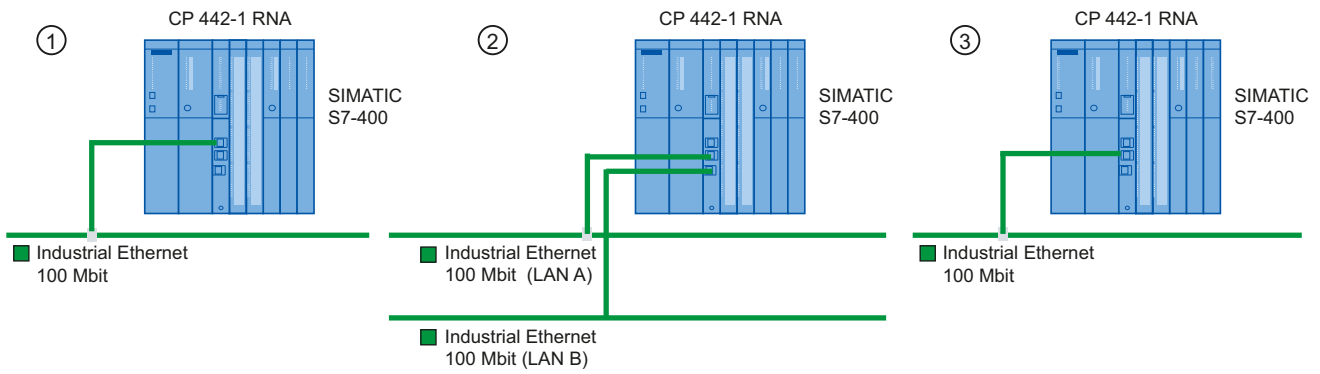 CP 442-1 RNA
1
SIMATIC
S7-400
Industrial Ethernet
100 Mbit
CP 442-1 RNA
2
SIMATIC
S7-400
Industrial Ethernet
100 Mbit (LAN A)
Industrial Ethernet
100 Mbit (LAN B)
CP 442-1 RNA
3
SIMATIC
S7-400
Industrial Ethernet
100 Mbit